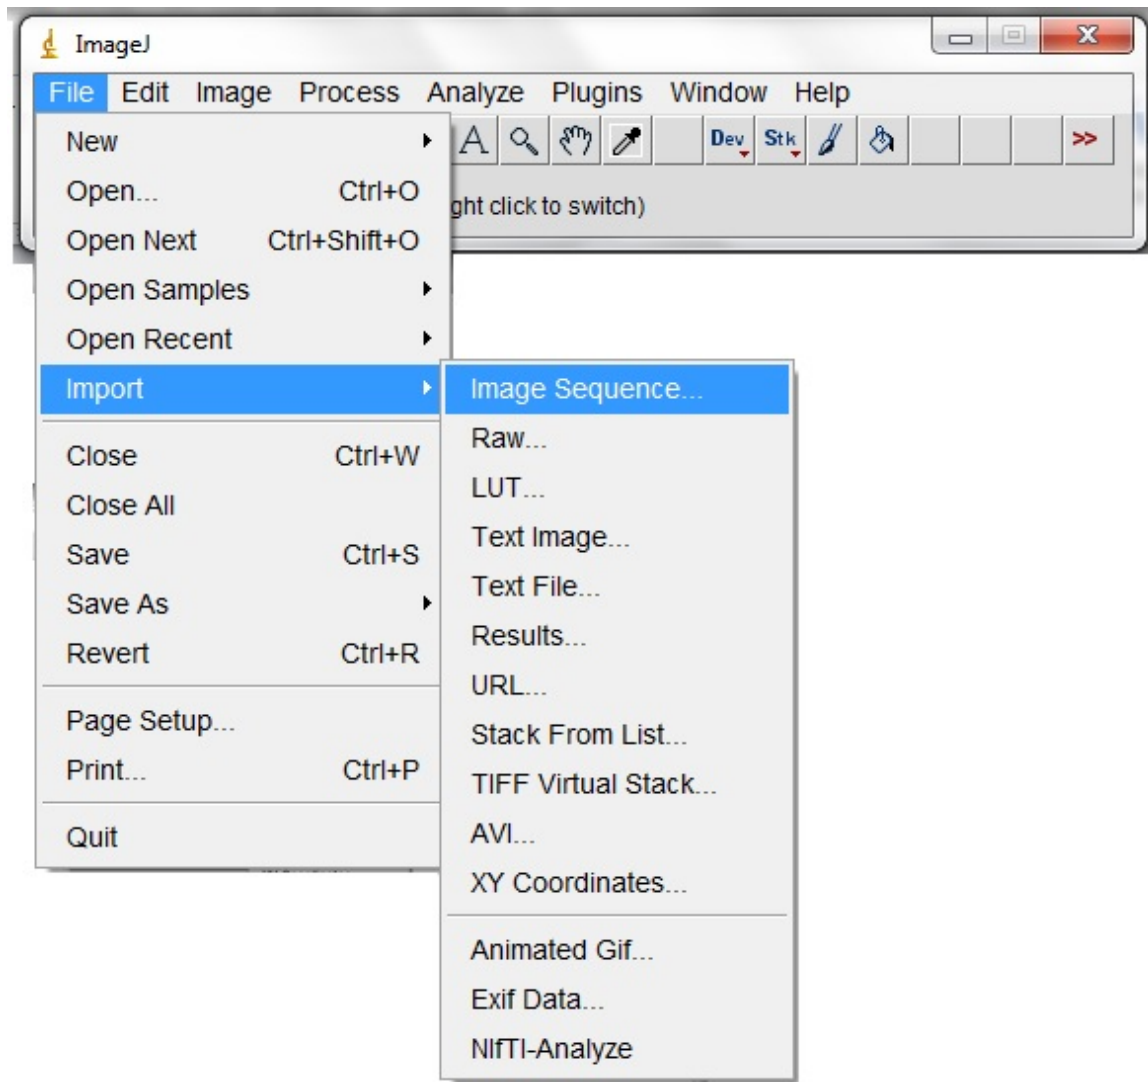 ImageJ
File Edit Image Process Analyze Plugins Window Help
A Dev Stk >>
ght click to switch)
New
Open... Ctrl+O
Open Next Ctrl+Shift+O
Open Samples
Open Recent
Import
Close Ctrl+W
Close All
Save Ctrl+S
Save As
Revert Ctrl+R
Page Setup...
Print... Ctrl+P
Quit
Image Sequence...
Raw...
LUT...
Text Image...
Text File...
Results...
URL...
Stack From List...
TIFF Virtual Stack...
AVI...
XY Coordinates...
Animated Gif...
Exif Data...
NIfTI-Analyze